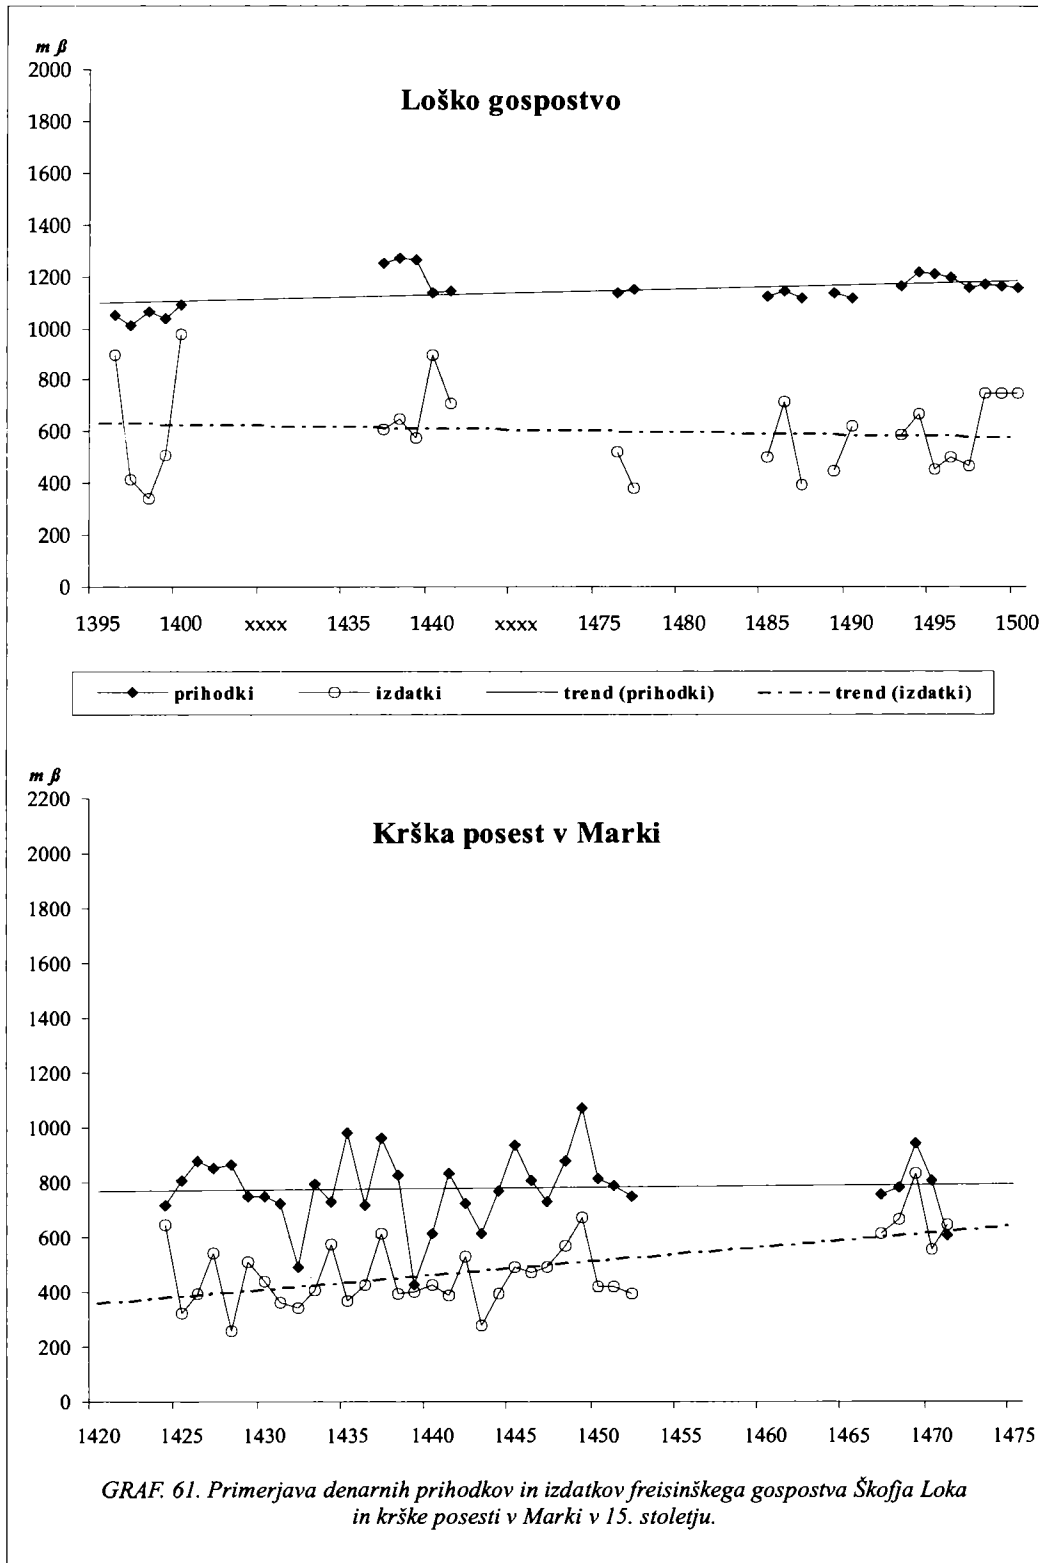 m β
Loško gospostvo
2000
1800
1600
1400
1200
1000
800
600
400
200
0
1395 1400 xxxx 1435 1440 xxxx 1475 1480 1485 1490 1495 1500
prihodki izdatki trend (prihodki) trend (izdatki)
m β
Krška posest v Marki
2200
2000
1800
1600
1400
1200
1000
800
600
400
200
0
1420 1425 1430 1435 1440 1445 1450 1455 1460 1465 1470 1475
GRAF. 61. Primerjava denarnih prihodkov in izdatkov freisinškega gospostva Škofja Loka
in krške posesti v Marki v 15. stoletju.